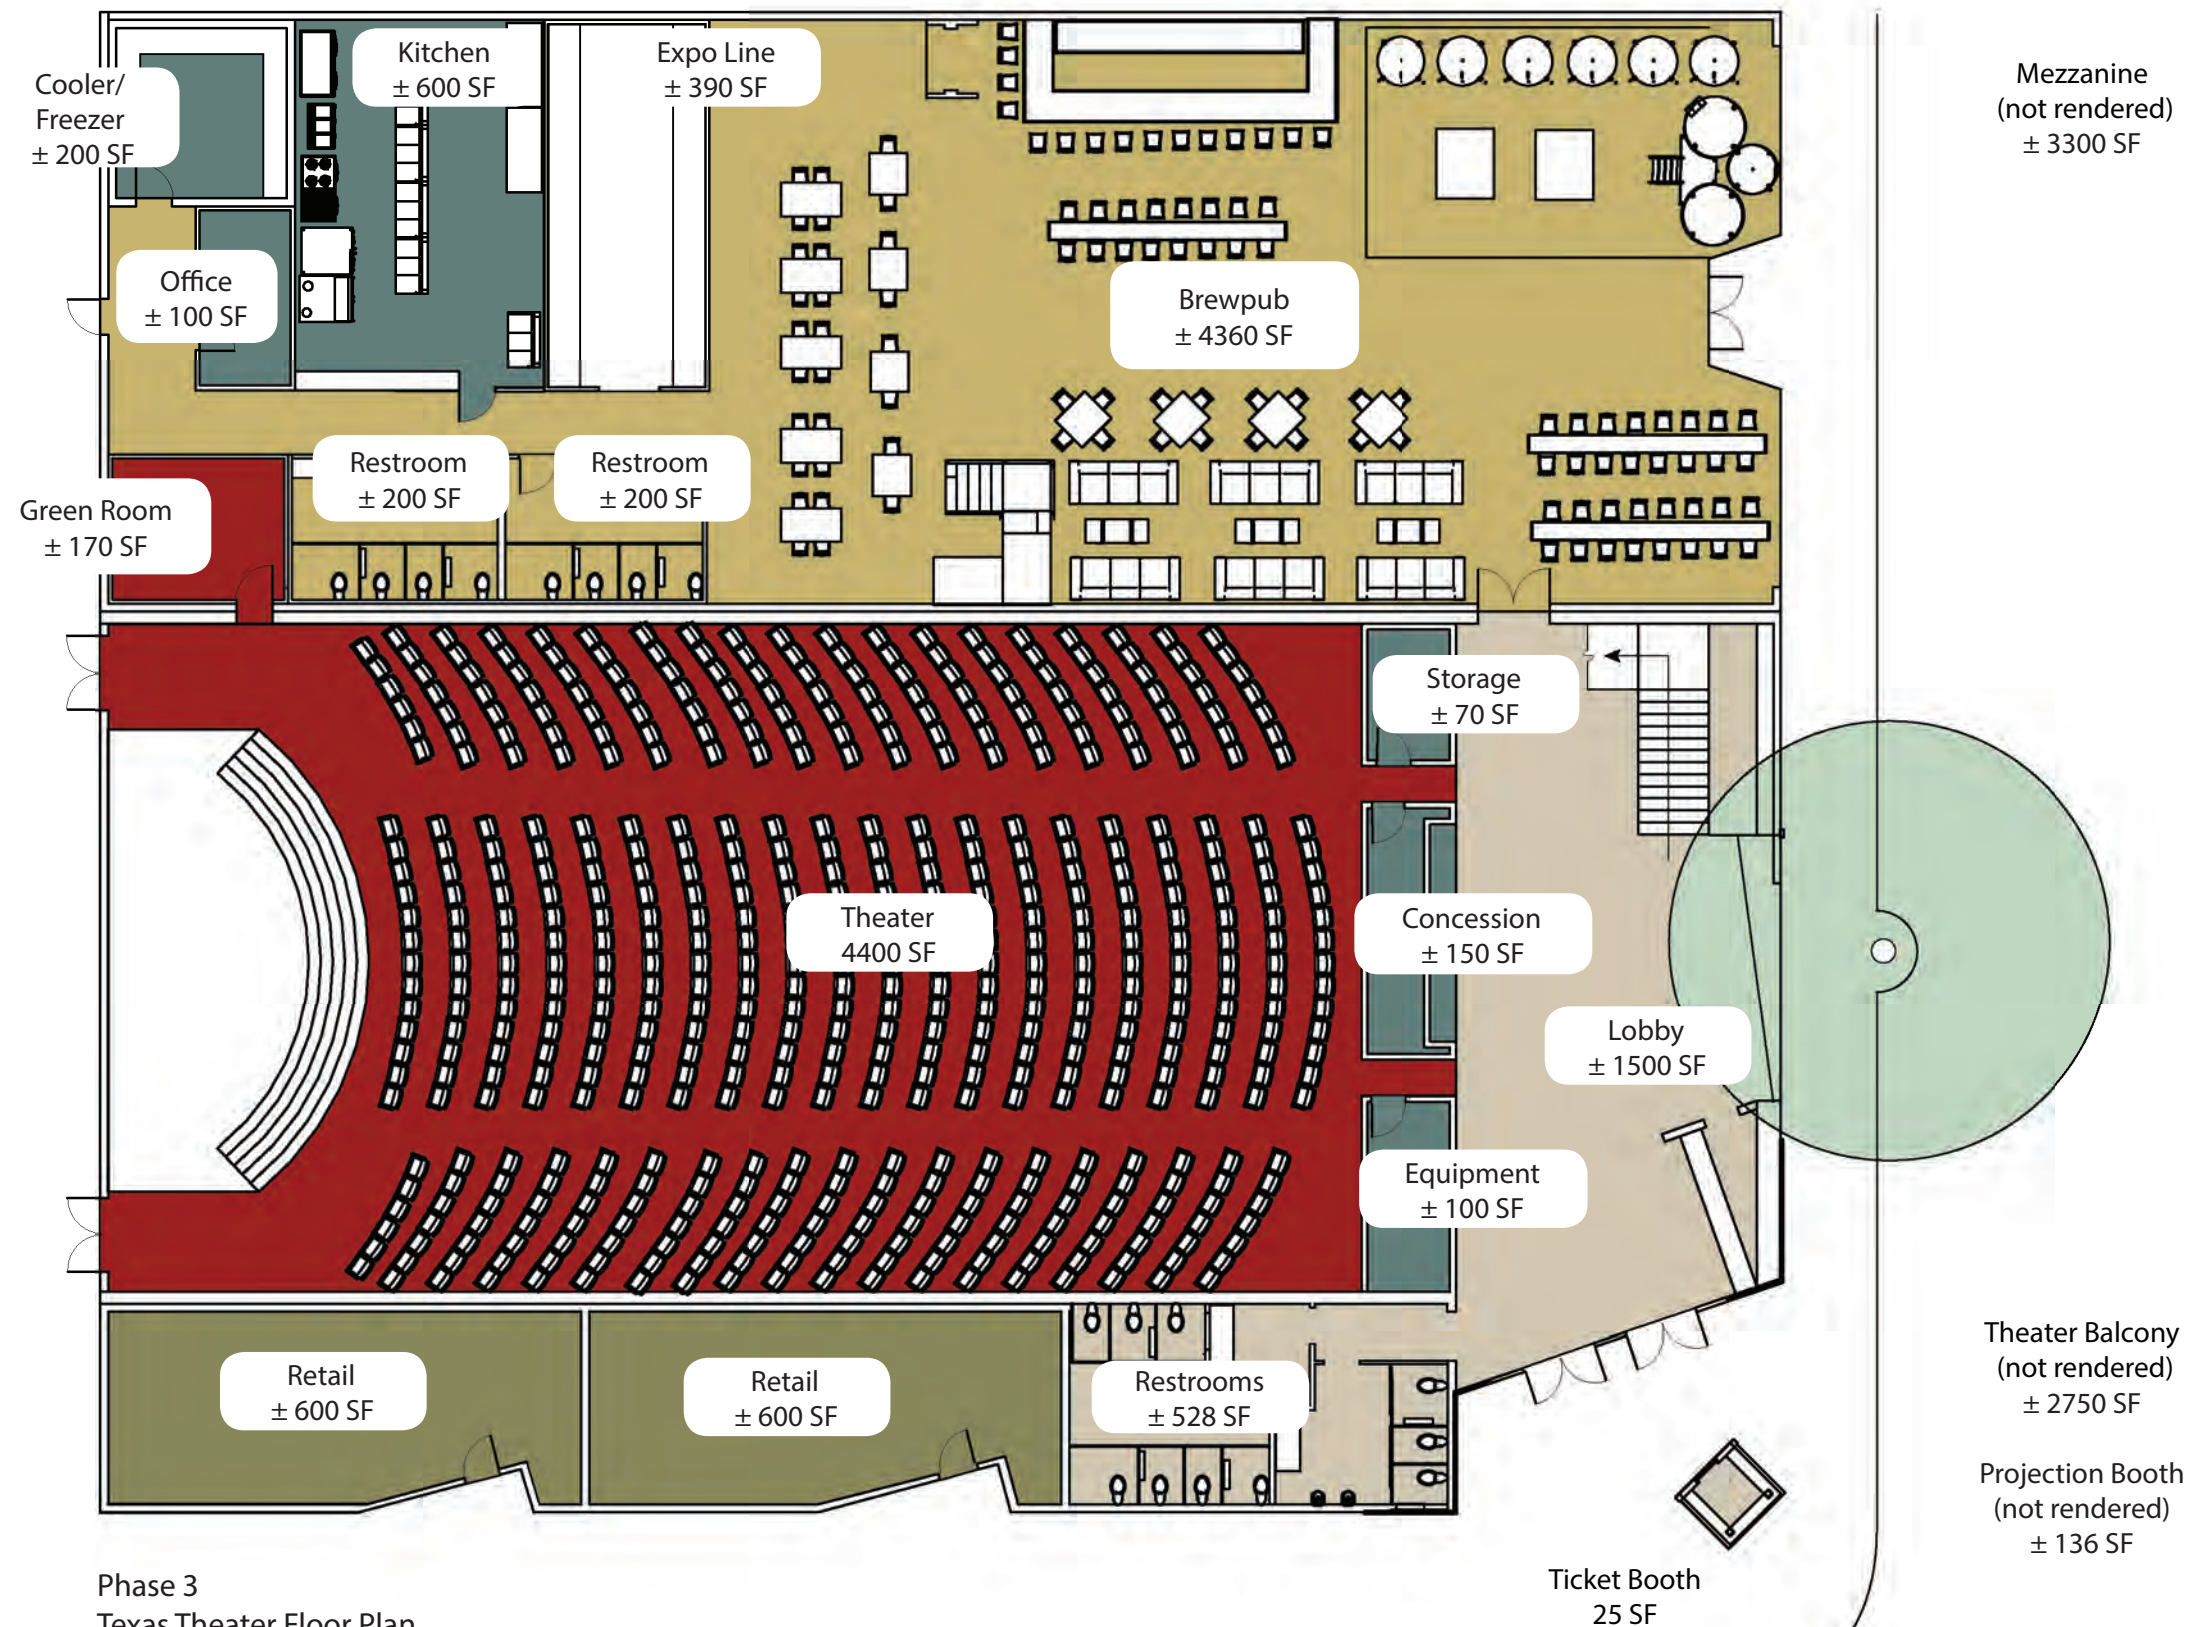 Cooler/
Freezer
± 200 SF
Kitchen
± 600 SF
Expo Line
± 390 SF
Mezzanine
(not rendered)
± 3300 SF
Office
± 100 SF
Brewpub
± 4360 SF
Green Room
± 170 SF
Restroom
± 200 SF
Restroom
± 200 SF
Storage
± 70 SF
Theater
4400 SF
Concession
± 150 SF
Lobby
± 1500 SF
Equipment
± 100 SF
Retail
± 600 SF
Retail
± 600 SF
Restrooms
± 528 SF
Theater Balcony
(not rendered)
± 2750 SF
Projection Booth
(not rendered)
± 136 SF
Ticket Booth
25 SF
Phase 3
Texas Theater Floor Plan